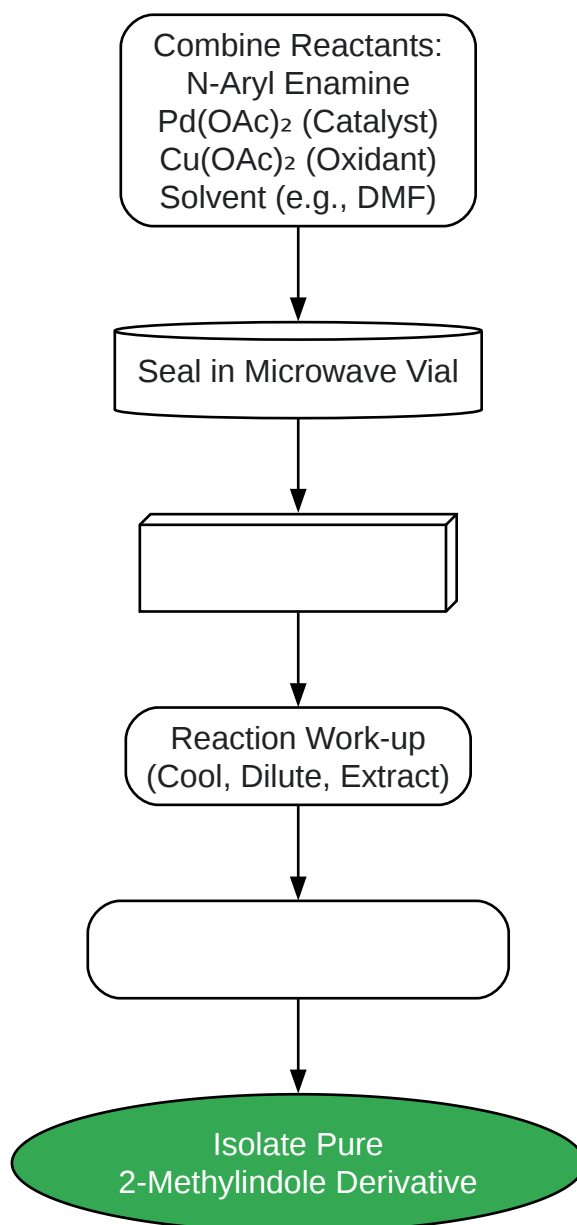 Combine Reactants:
N-Aryl Enamine
Pd(OAc)₂ (Catalyst)
Cu(OAc)₂ (Oxidant)
Solvent (e.g., DMF)
Seal in Microwave Vial
Reaction Work-up
(Cool, Dilute, Extract)
Isolate Pure
2-Methylindole Derivative